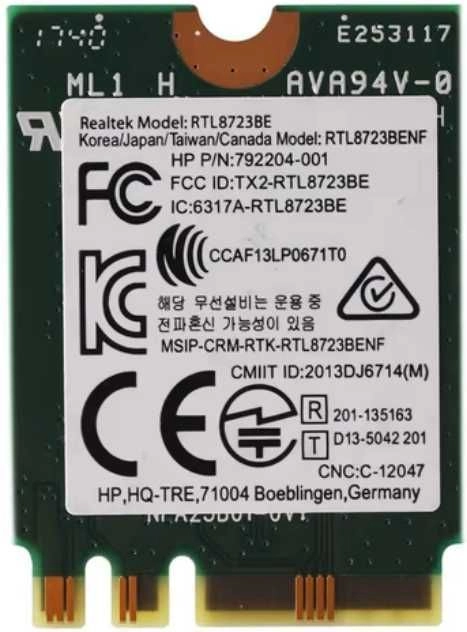 1740
E253117
ML1 H AVA94V-0
H
Realtek Model: RTL8723BE
Korea/Japan/Taiwan/Canada Model: RTL8723BENF
HP P/N:792204-001
FC
FCC ID:TX2-RTL8723BE
IC:6317A-RTL8723BE
CCAF13LP0671T0
해당 무선설비는 운용 중
전파혼신 가능성이 있음
MSIP-CRM-RTK-RTL8723BENF
CMIIT ID:2013DJ6714(M)
CE
R 201-135163
T D13-5042 201
CNC:C-12047
HP,HQ-TRE,71004 Boeblingen,Germany